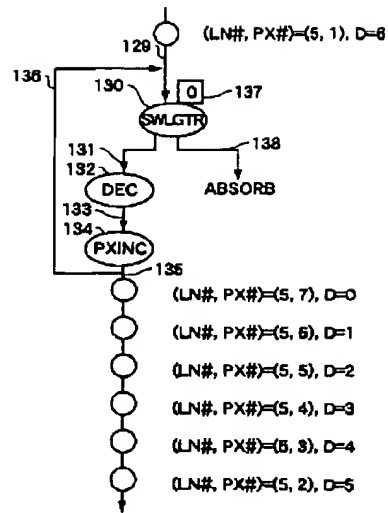 (LN#, PX#)=(5, 1), D=6
129
136
130
0
137
SWLGTR
131
138
132
DEC
ABSORB
133
134
PXINC
135
(LN#, PX#)=(5, 7), D=0
(LN#, PX#)=(5, 6), D=1
(LN#, PX#)=(5, 5), D=2
(LN#, PX#)=(5, 4), D=3
(LN#, PX#)=(5, 3), D=4
(LN#, PX#)=(5, 2), D=5